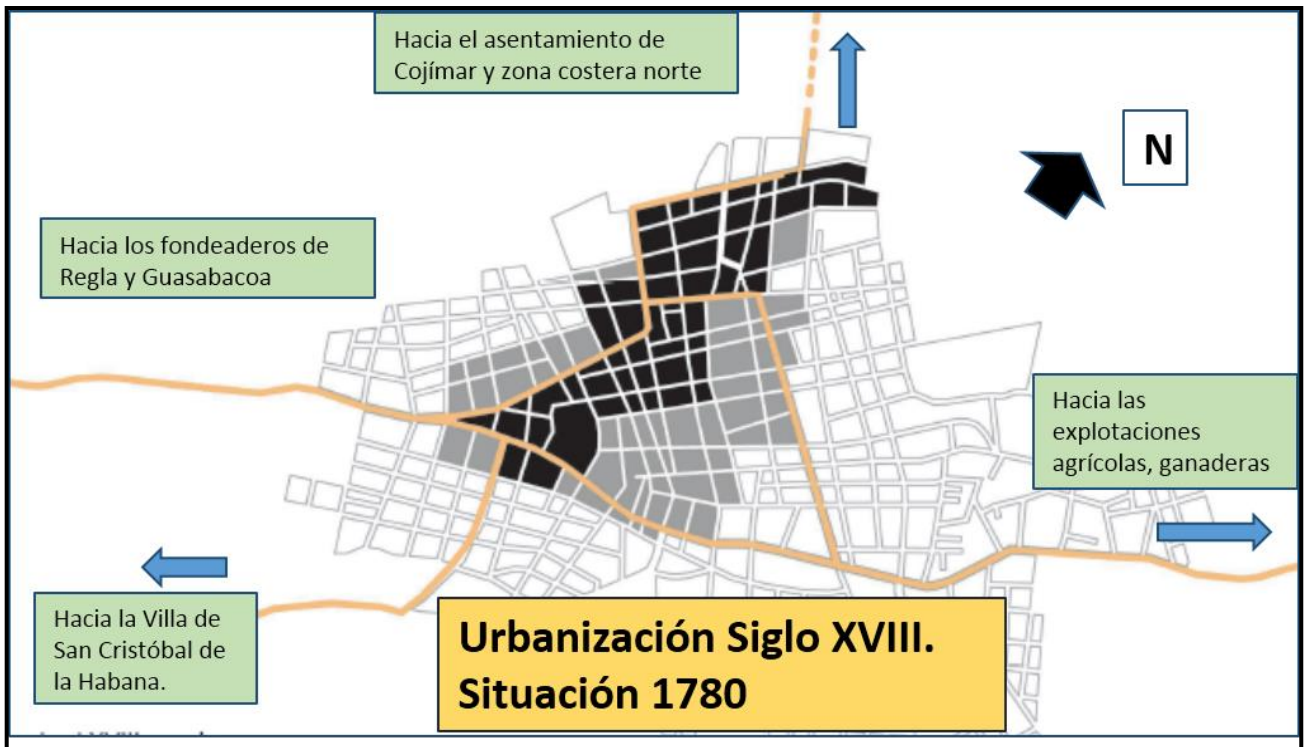 Hacia el asentamiento de
Cojímar y zona costera norte
N
Hacia los fondeaderos de
Regla y Guasabacoa
Hacia las
explotaciones
agrícolas, ganaderas
Hacia la Villa de
San Cristóbal de
la Habana.
Urbanización Siglo XVIII.
Situación 1780